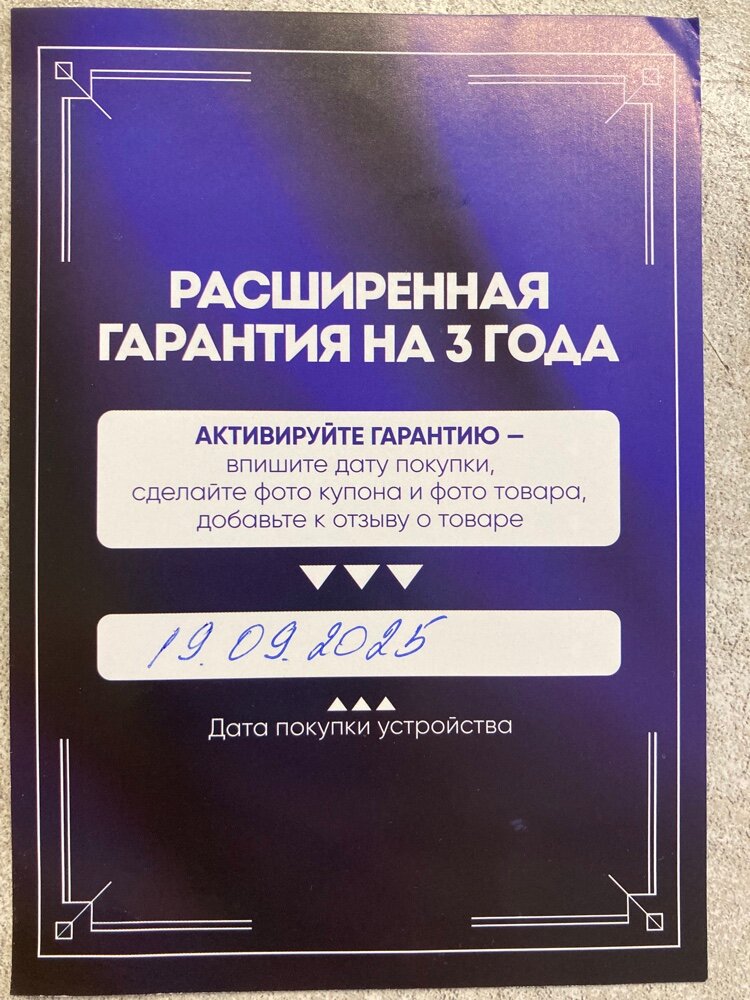 РАСШИРЕННАЯ
ГАРАНТИЯ НА 3 ГОДА
АКТИВИРУЙТЕ ГАРАНТИЮ –
впишите дату покупки,
сделайте фото купона и фото товара,
добавьте к отзыву о товаре
19.09.2025
Дата покупки устройства